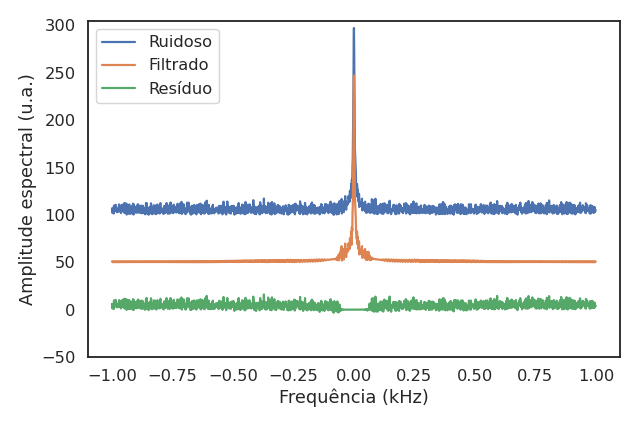 300
250
200
150
100
50
0
−50
Amplitude espectral (u.a.)
Ruidoso
Filtrado
Resíduo
−1.00 −0.75 −0.50 −0.25 0.00 0.25 0.50 0.75 1.00
Frequência (kHz)